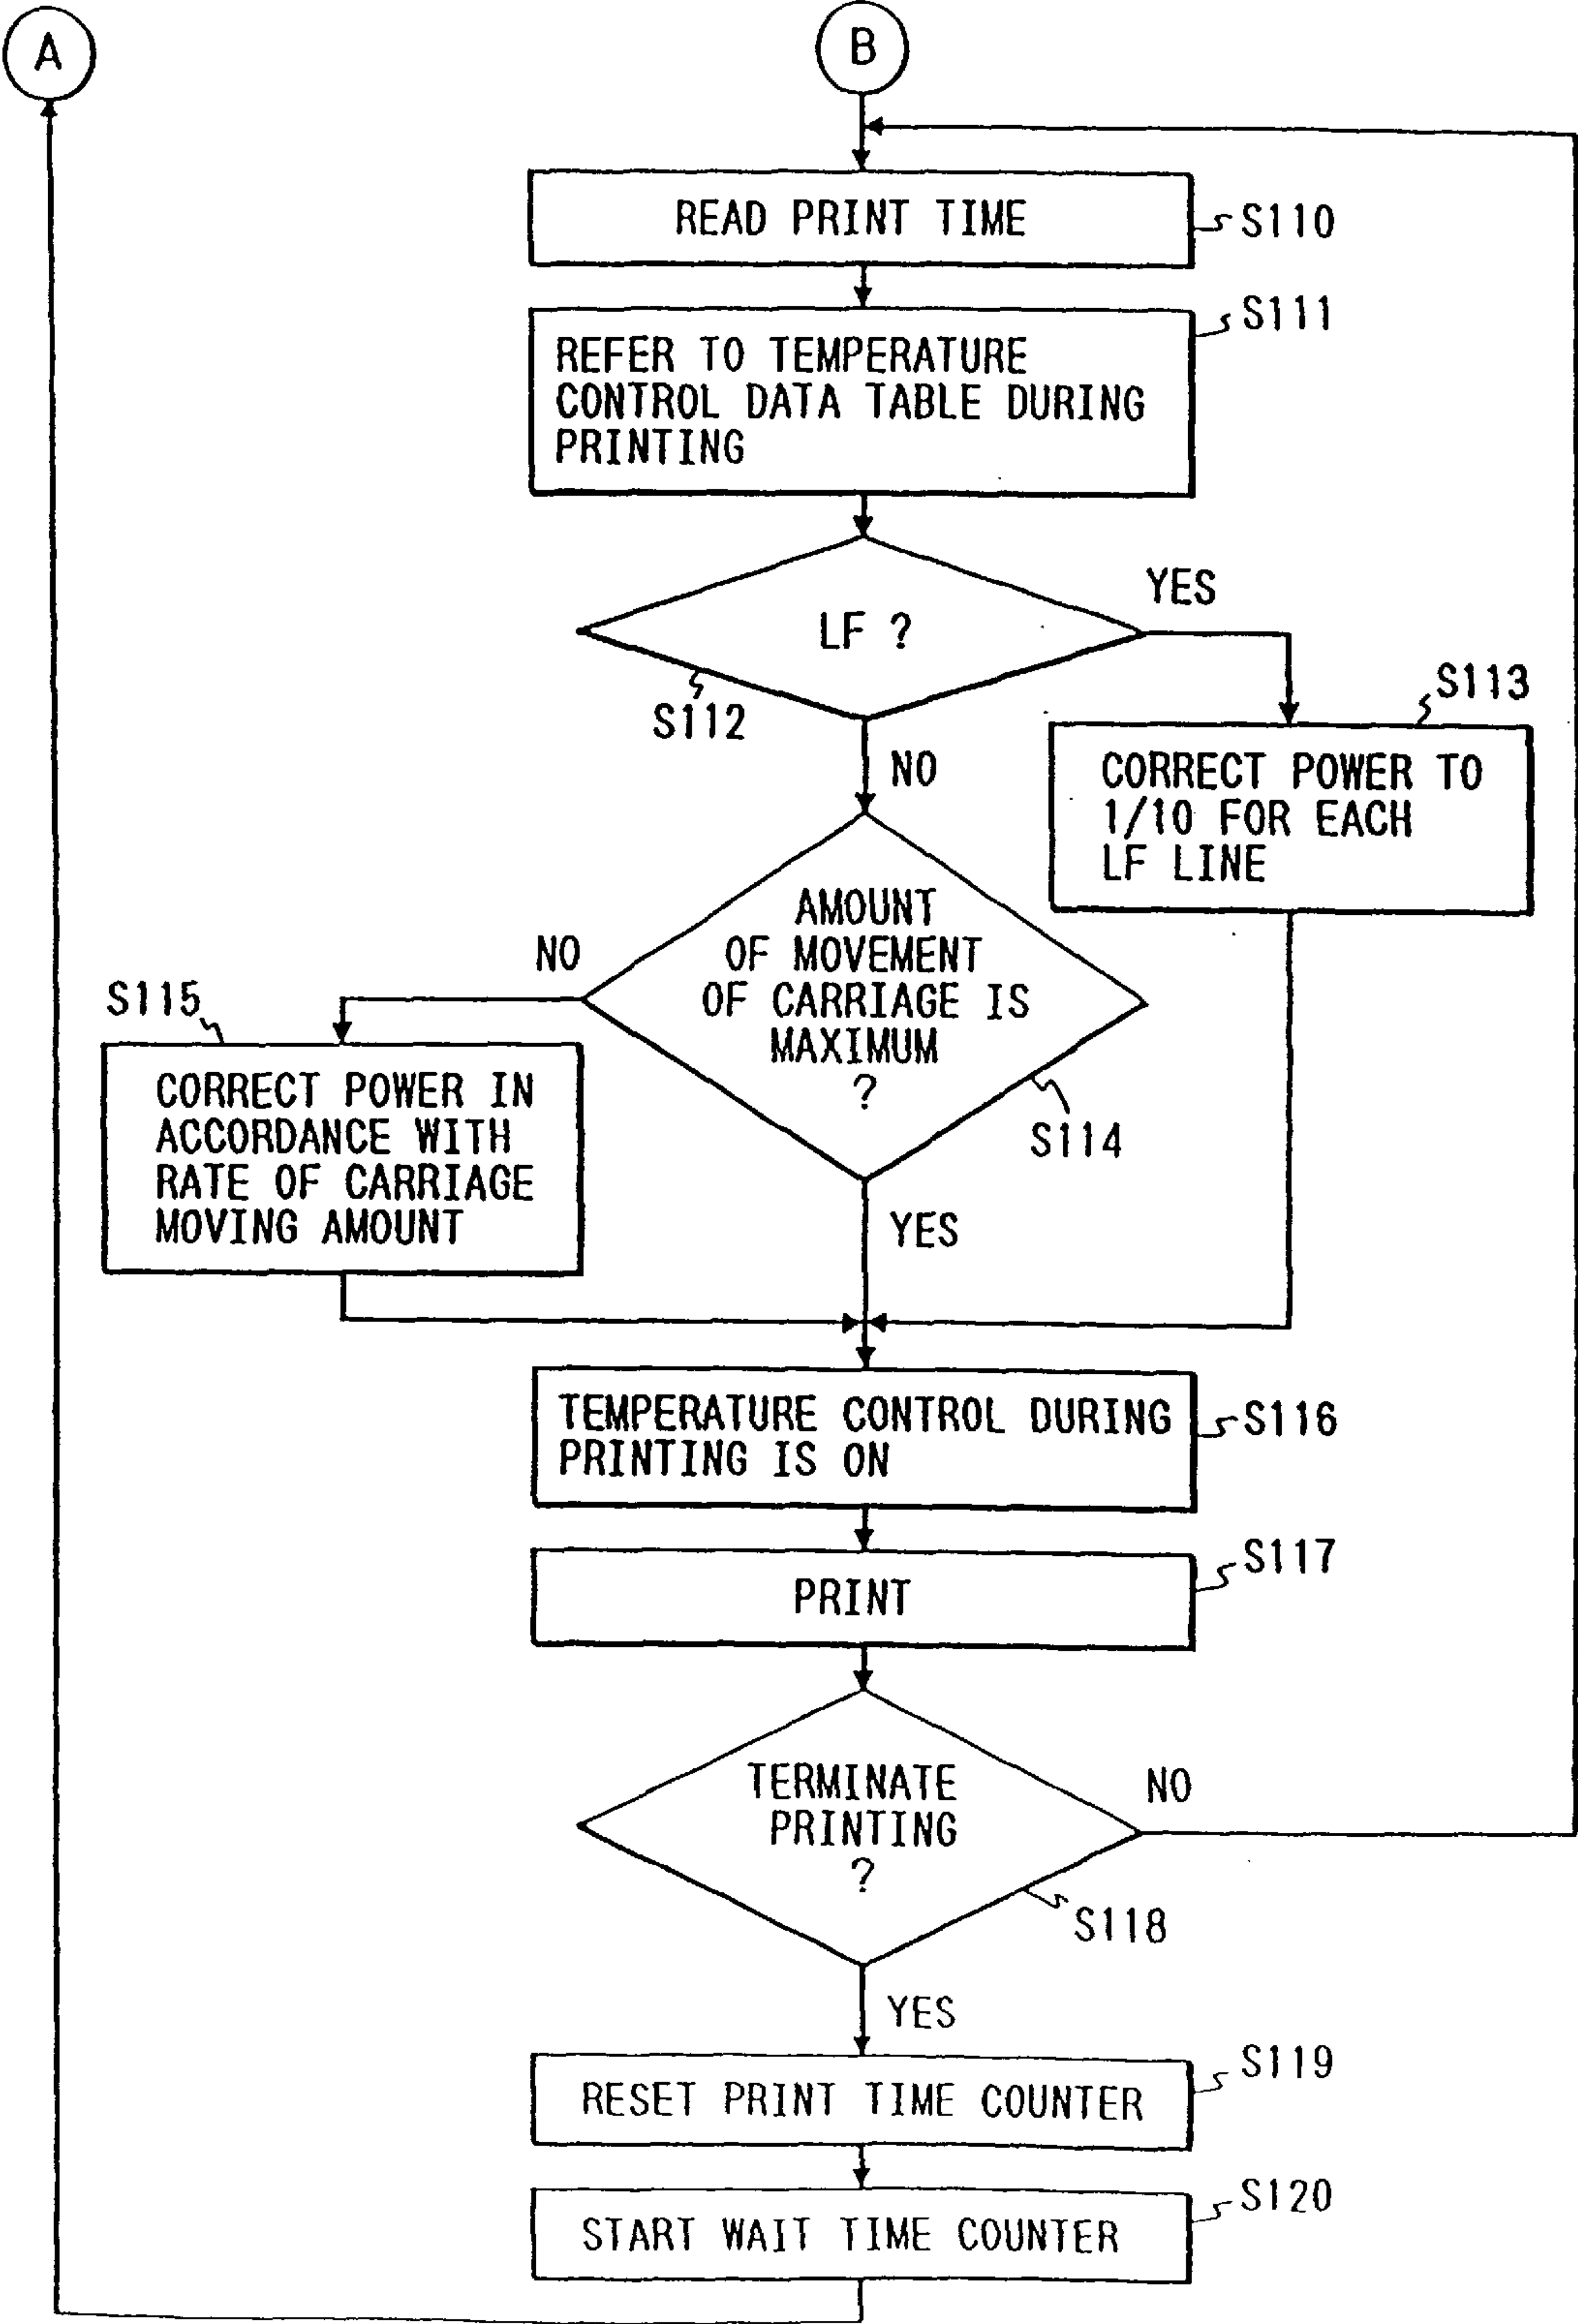 A
B
READ PRINT TIME
S110
S111
REFER TO TEMPERATURE
CONTROL DATA TABLE DURING
PRINTING
LF ?
YES
S112
NO
S113
CORRECT POWER TO
1/10 FOR EACH
LF LINE
AMOUNT
OF MOVEMENT
OF CARRIAGE IS
MAXIMUM
?
NO
S114
YES
S115
CORRECT POWER IN
ACCORDANCE WITH
RATE OF CARRIAGE
MOVING AMOUNT
TEMPERATURE CONTROL DURING
PRINTING IS ON
S116
PRINT
S117
TERMINATE
PRINTING
?
NO
S118
YES
RESET PRINT TIME COUNTER
S119
START WAIT TIME COUNTER
S120